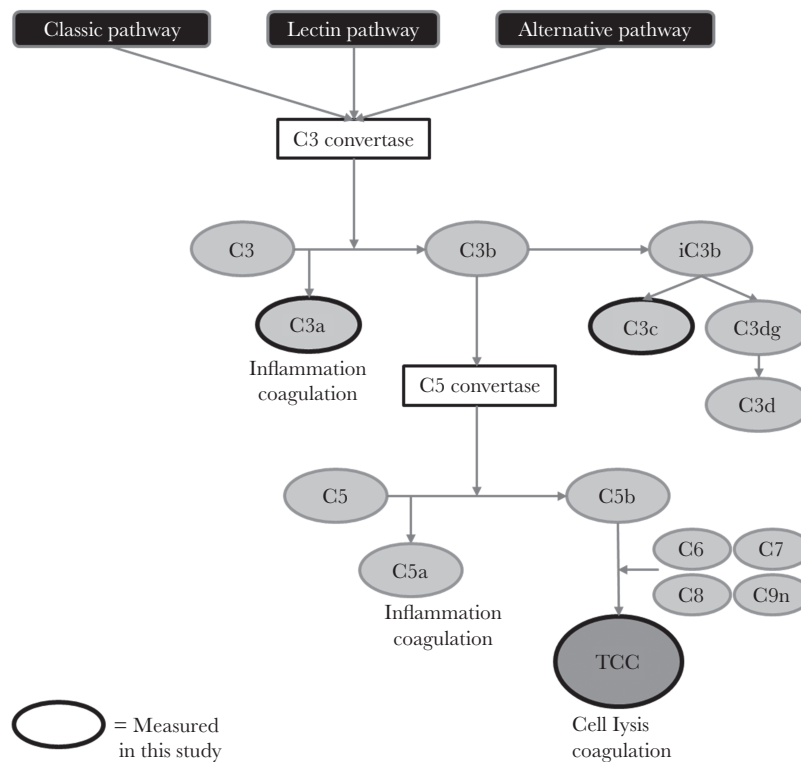 Classic pathway
Lectin pathway
Alternative pathway
C3 convertase
C3
C3b
iC3b
C3a
C3c
C3dg
Inflammation
coagulation
C5 convertase
C3d
C5
C5b
C6
C7
C5a
C8
C9n
Inflammation
coagulation
TCC
= Measured
in this study
Cell Iysis
coagulation